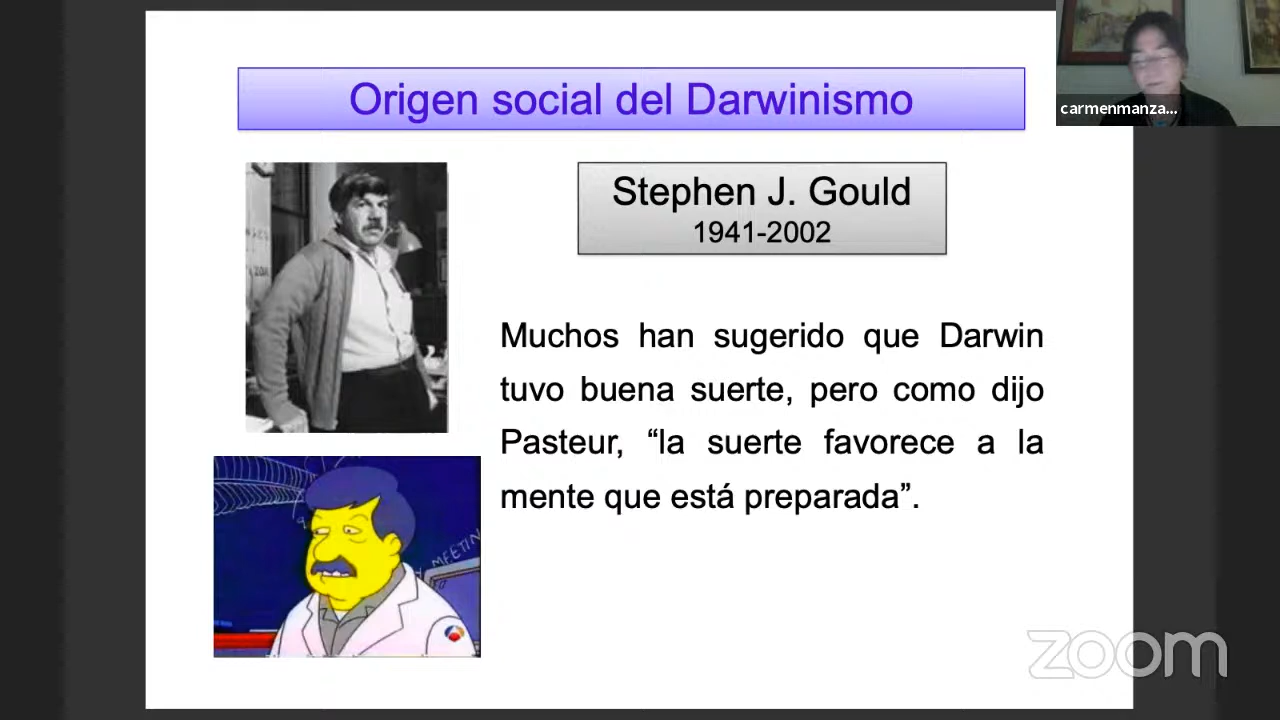 Origen social del Darwinismo
carmenmanza...
Stephen J. Gould
1941-2002
Muchos han sugerido que Darwin
tuvo buena suerte, pero como dijo
Pasteur, “la suerte favorece a la
mente que está preparada”.
MEETIN
zoom